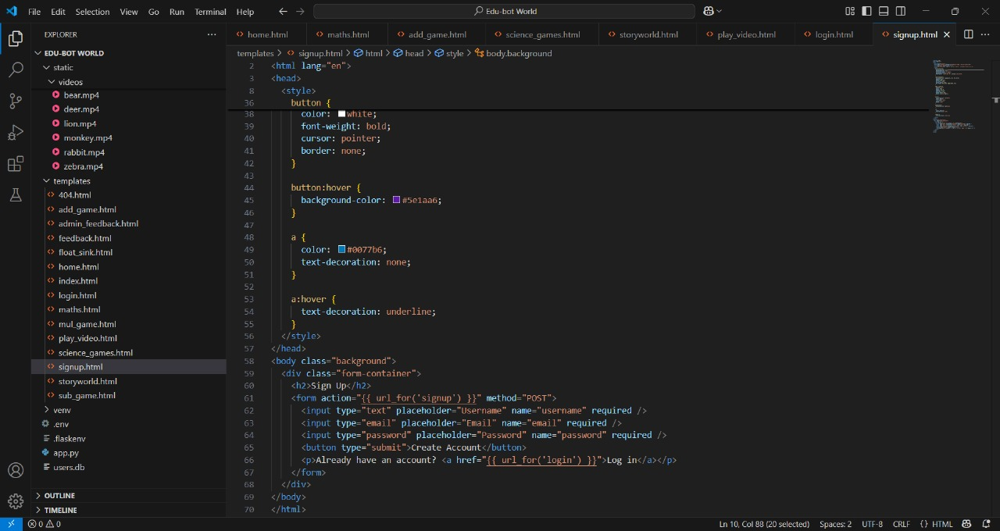 File Edit Selection View Go Run Terminal Help Edu-bot World
EXPLORER
home.html maths.html add_game.html science_games.html storyworld.html play_video.html login.html signup.html
EDU-BOT WORLD
static
videos
bear.mp4
deer.mp4
lion.mp4
monkey.mp4
rabbit.mp4
zebra.mp4
templates
404.html
add_game.html
admin_feedback.html
feedback.html
float_sink.html
home.html
index.html
login.html
maths.html
mul_game.html
play_video.html
science_games.html
signup.html
storyworld.html
sub_game.html
venv
.env
.flaskenv
app.py
users.db
OUTLINE
TIMELINE
templates > signup.html > html > head > style > body.background
2 <html lang="en">
3 <head>
8 <style>
36 button {
38 color: white;
39 font-weight: bold;
40 cursor: pointer;
41 border: none;
42 }
43
44 button:hover {
45 background-color: #5e1aa6;
46 }
47
48 a {
49 color: #0077b6;
50 text-decoration: none;
51 }
52
53 a:hover {
54 text-decoration: underline;
55 }
56 </style>
57 </head>
58 <body class="background">
59 <div class="form-container">
60 <h2>Sign Up</h2>
61 <form action="{{ url_for('signup') }}" method="POST">
62 <input type="text" placeholder="Username" name="username" required />
63 <input type="email" placeholder="Email" name="email" required />
64 <input type="password" placeholder="Password" name="password" required />
65 <button type="submit">Create Account</button>
66 <p>Already have an account? <a href="{{ url_for('login') }}">Log in</a></p>
67 </form>
68 </div>
69 </body>
70 </html>
0 0 Ln 10, Col 88 (20 selected) Spaces: 2 UTF-8 CRLF {} HTML